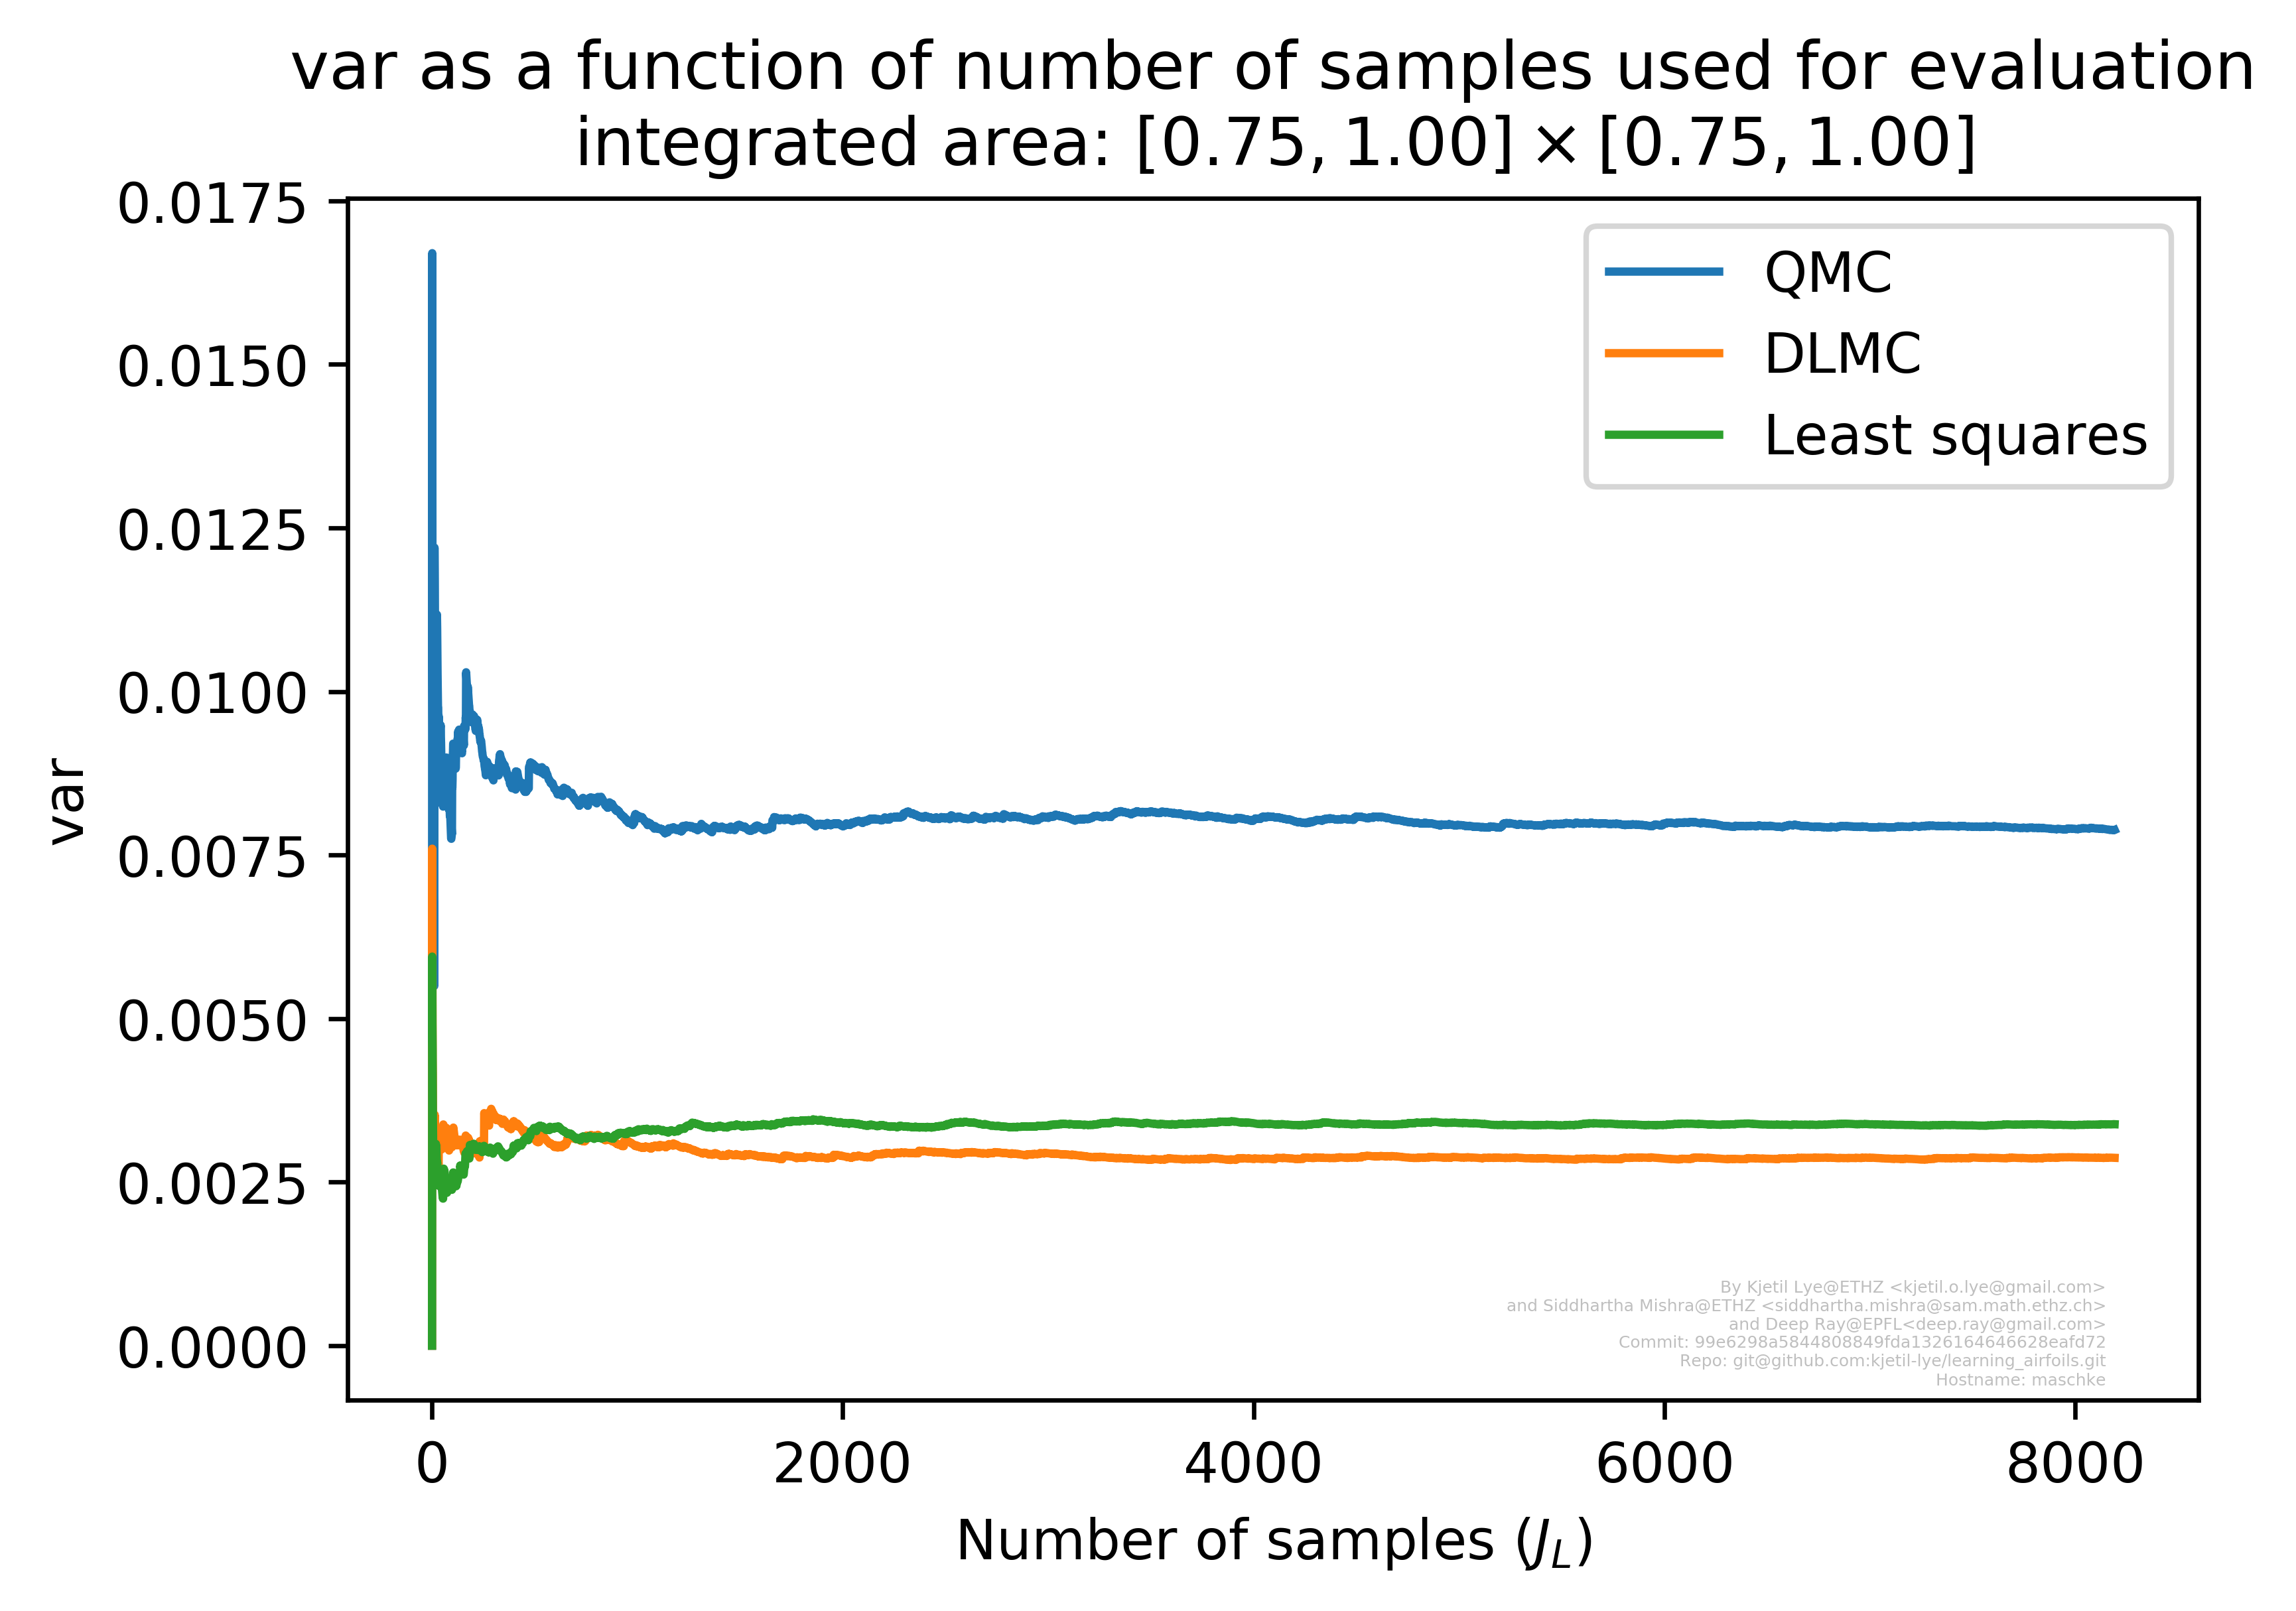 var as a function of number of samples used for evaluation
integrated area: [0.75, 1.00] × [0.75, 1.00]
0.0175
0.0150
0.0125
0.0100
0.0075
0.0050
0.0025
0.0000
var
QMC
DLMC
Least squares
By Kjetil Lye@ETHZ <kjetil.o.lye@gmail.com>
and Siddhartha Mishra@ETHZ <siddhartha.mishra@sam.math.ethz.ch>
and Deep Ray@EPFL<deep.ray@gmail.com>
Commit: 99e6298a5844808849fda1326164646628eafd72
Repo: git@github.com:kjetil-lye/learning_airfoils.git
Hostname: maschke
0 2000 4000 6000 8000
Number of samples (J_L)